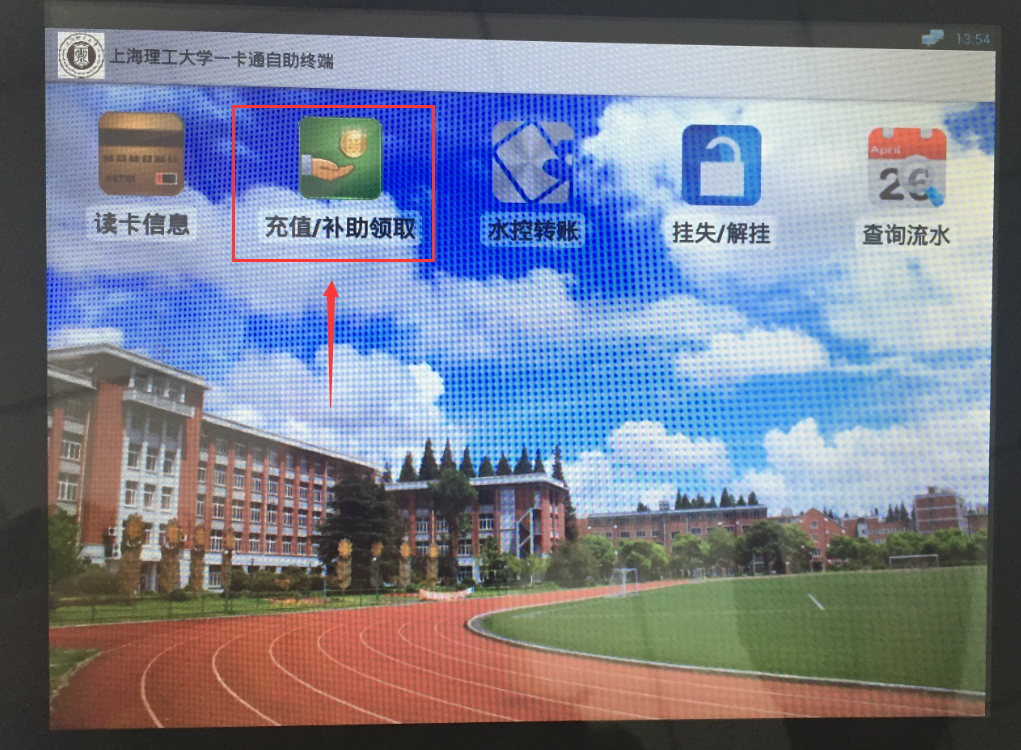 上海理工大学一卡通自助终端
13:54
April
26
读卡信息
充值/补助领取
水控转账
挂失/解挂
查询流水